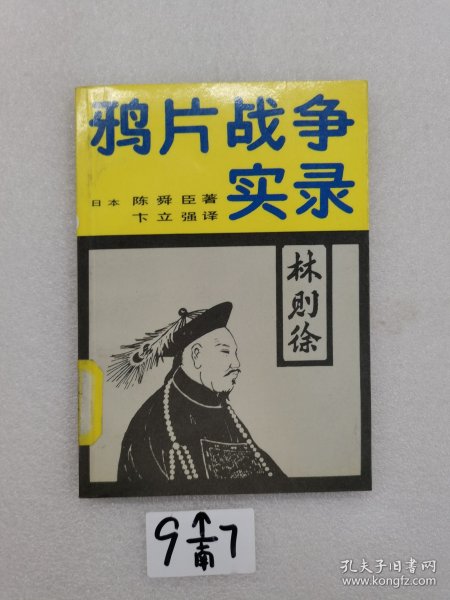 鸦片战争
实录
日本 陈舜臣著
卞立强译
林则徐
9↑南7
孔夫子旧书网
www.kongfz.com